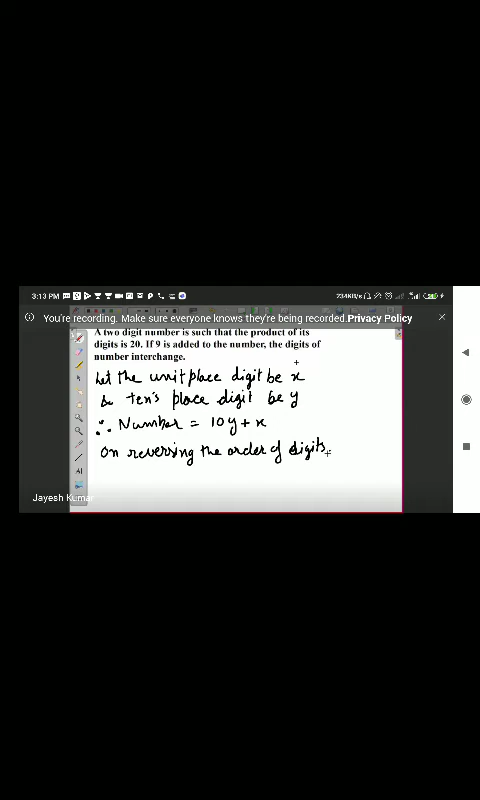 3:13 PM
234KB/s
You're recording. Make sure everyone knows they're being recorded.Privacy Policy
A two digit number is such that the product of its
digits is 20. If 9 is added to the number, the digits of
number interchange.
Let the unit place digit be x
& ten's place digit be y
∴ Number = 10y + x
On reversing the order of digits
AI
Jayesh Kumar